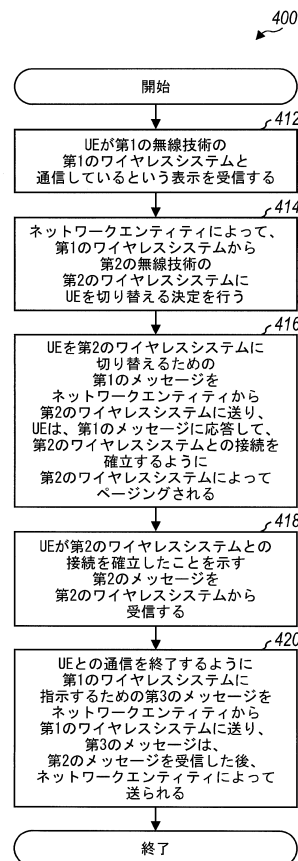 400
開始
412
UEが第1の無線技術の
第1のワイヤレスシステムと
通信しているという表示を受信する
414
ネットワークエンティティによって、
第1のワイヤレスシステムから
第2の無線技術の
第2のワイヤレスシステムに
UEを切り替える決定を行う
416
UEを第2のワイヤレスシステムに
切り替えるための
第1のメッセージを
ネットワークエンティティから
第2のワイヤレスシステムに送り、
UEは、第1のメッセージに応答して、
第2のワイヤレスシステムとの接続を
確立するように
第2のワイヤレスシステムによって
ページングされる
418
UEが第2のワイヤレスシステムとの
接続を確立したことを示す
第2のメッセージを
第2のワイヤレスシステムから
受信する
420
UEとの通信を終了するように
第1のワイヤレスシステムに
指示するための第3のメッセージを
ネットワークエンティティから
第1のワイヤレスシステムに送り、
第3のメッセージは、
第2のメッセージを受信した後、
ネットワークエンティティによって
送られる
終了